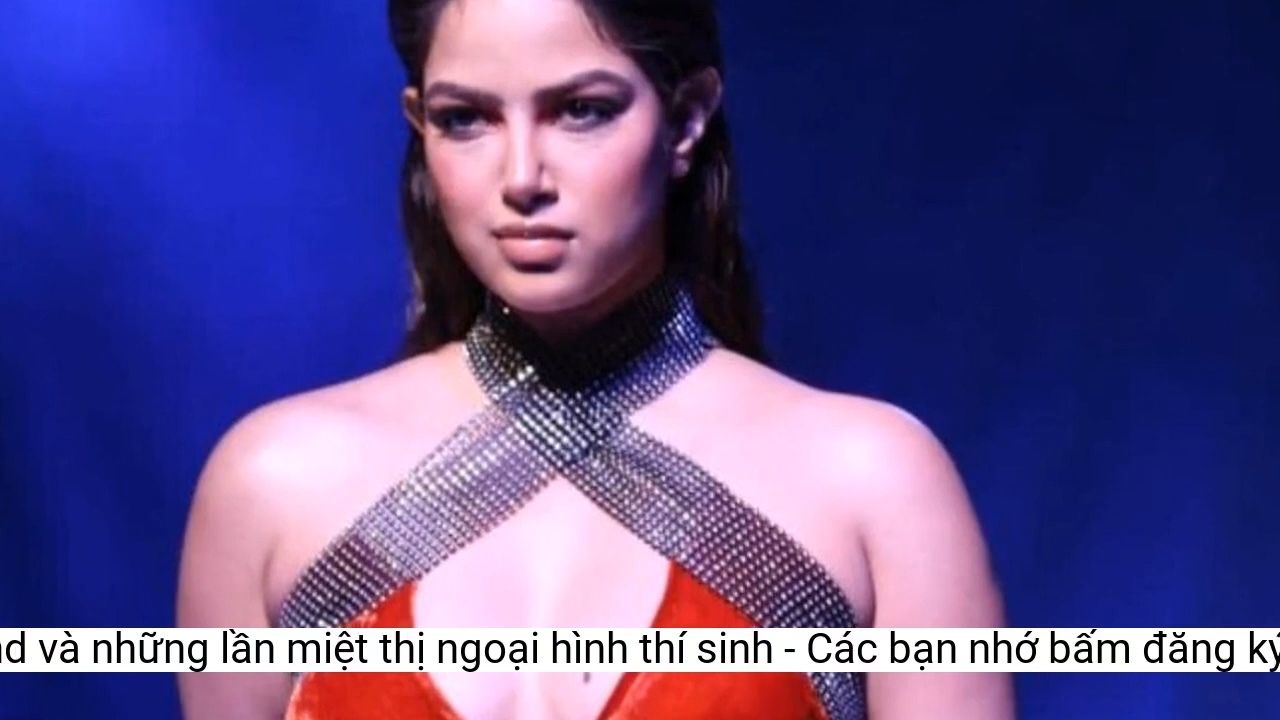 và những lần miệt thị ngoại hình thí sinh - Các bạn nhớ bấm đăng ký